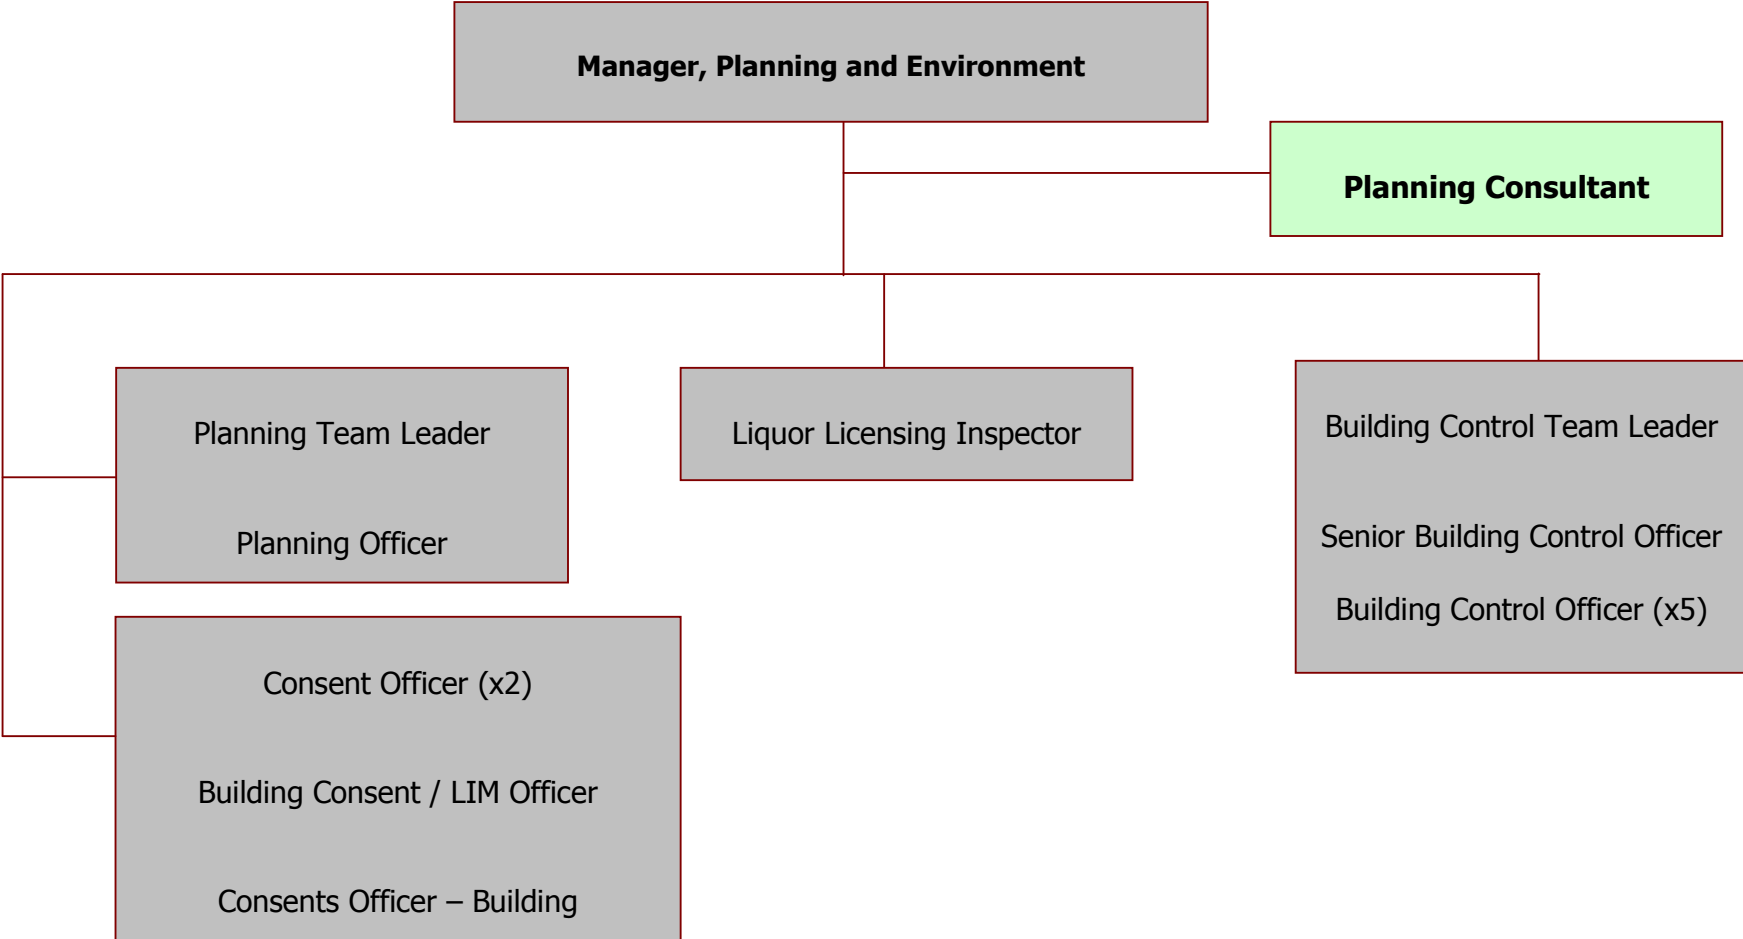 Manager, Planning and Environment
Planning Consultant
Planning Team Leader
Planning Officer
Liquor Licensing Inspector
Building Control Team Leader
Senior Building Control Officer
Building Control Officer (x5)
Consent Officer (x2)
Building Consent / LIM Officer
Consents Officer – Building